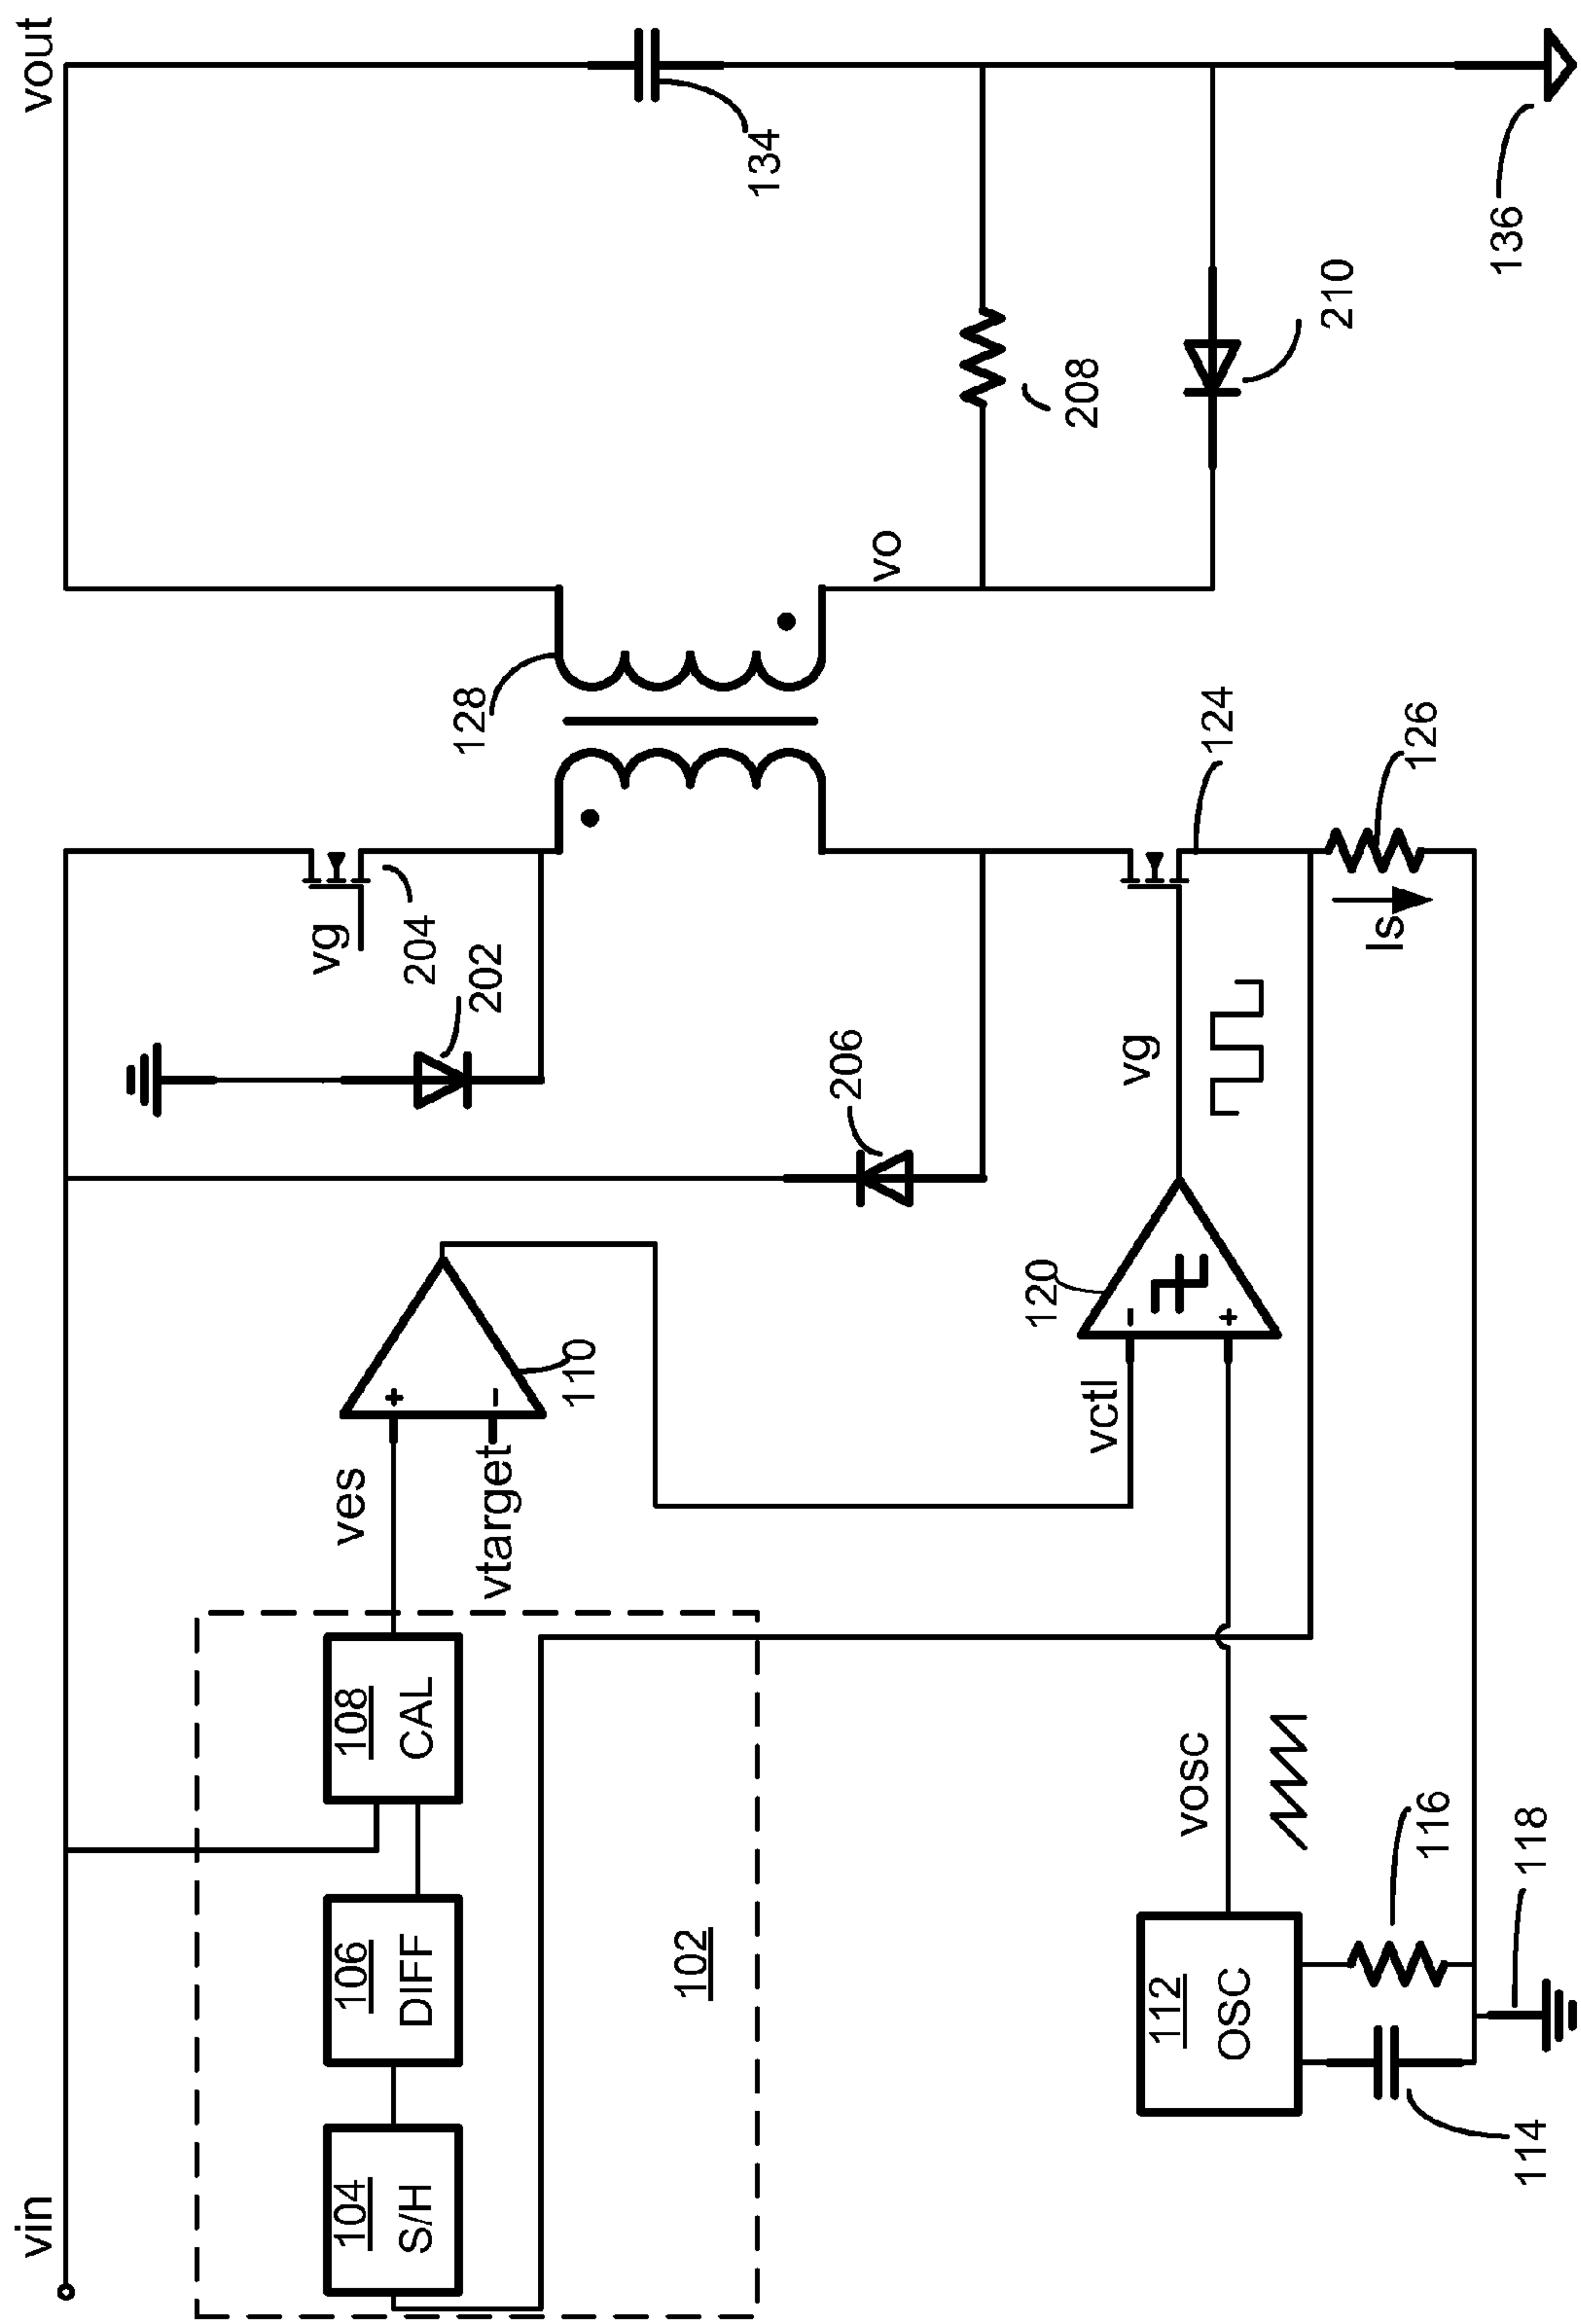 vin
vout
vg
204
202
128
134
104
S/H
106
DIFF
108
CAL
ves
+
-
vtarget
110
206
vo
208
210
102
112
OSC
vosc
vctl
120
-
+
vg
124
126
Is
116
114
118
136